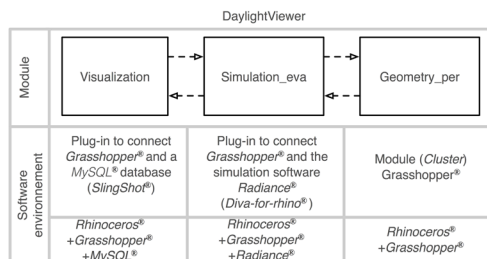 DaylightViewer
Module
Visualization
Simulation_eva
Geometry_per
Software
environnement
Plug-in to connect
Grasshopper® and a
MySQL® database
(SlingShot®)
Plug-in to connect
Grasshopper® and the
simulation software
Radiance®
(Diva-for-rhino®)
Module (Cluster)
Grasshopper®
Rhinoceros®
+Grasshopper®
+MySQL®
Rhinoceros®
+Grasshopper®
+Radiance®
Rhinoceros®
+Grasshopper®